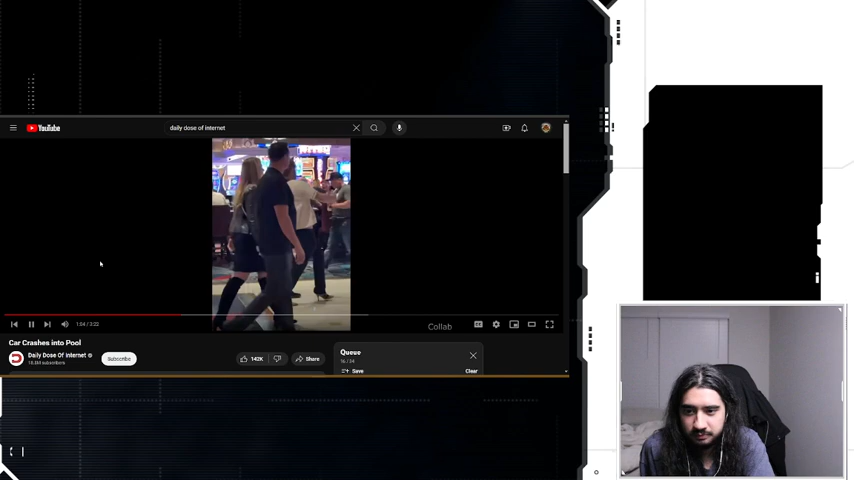 YouTube
daily dose of internet
1:04 / 3:22
Collab
Car Crashes into Pool
Daily Dose Of Internet
Subscribe
142K
Share
Queue
Save
Clear